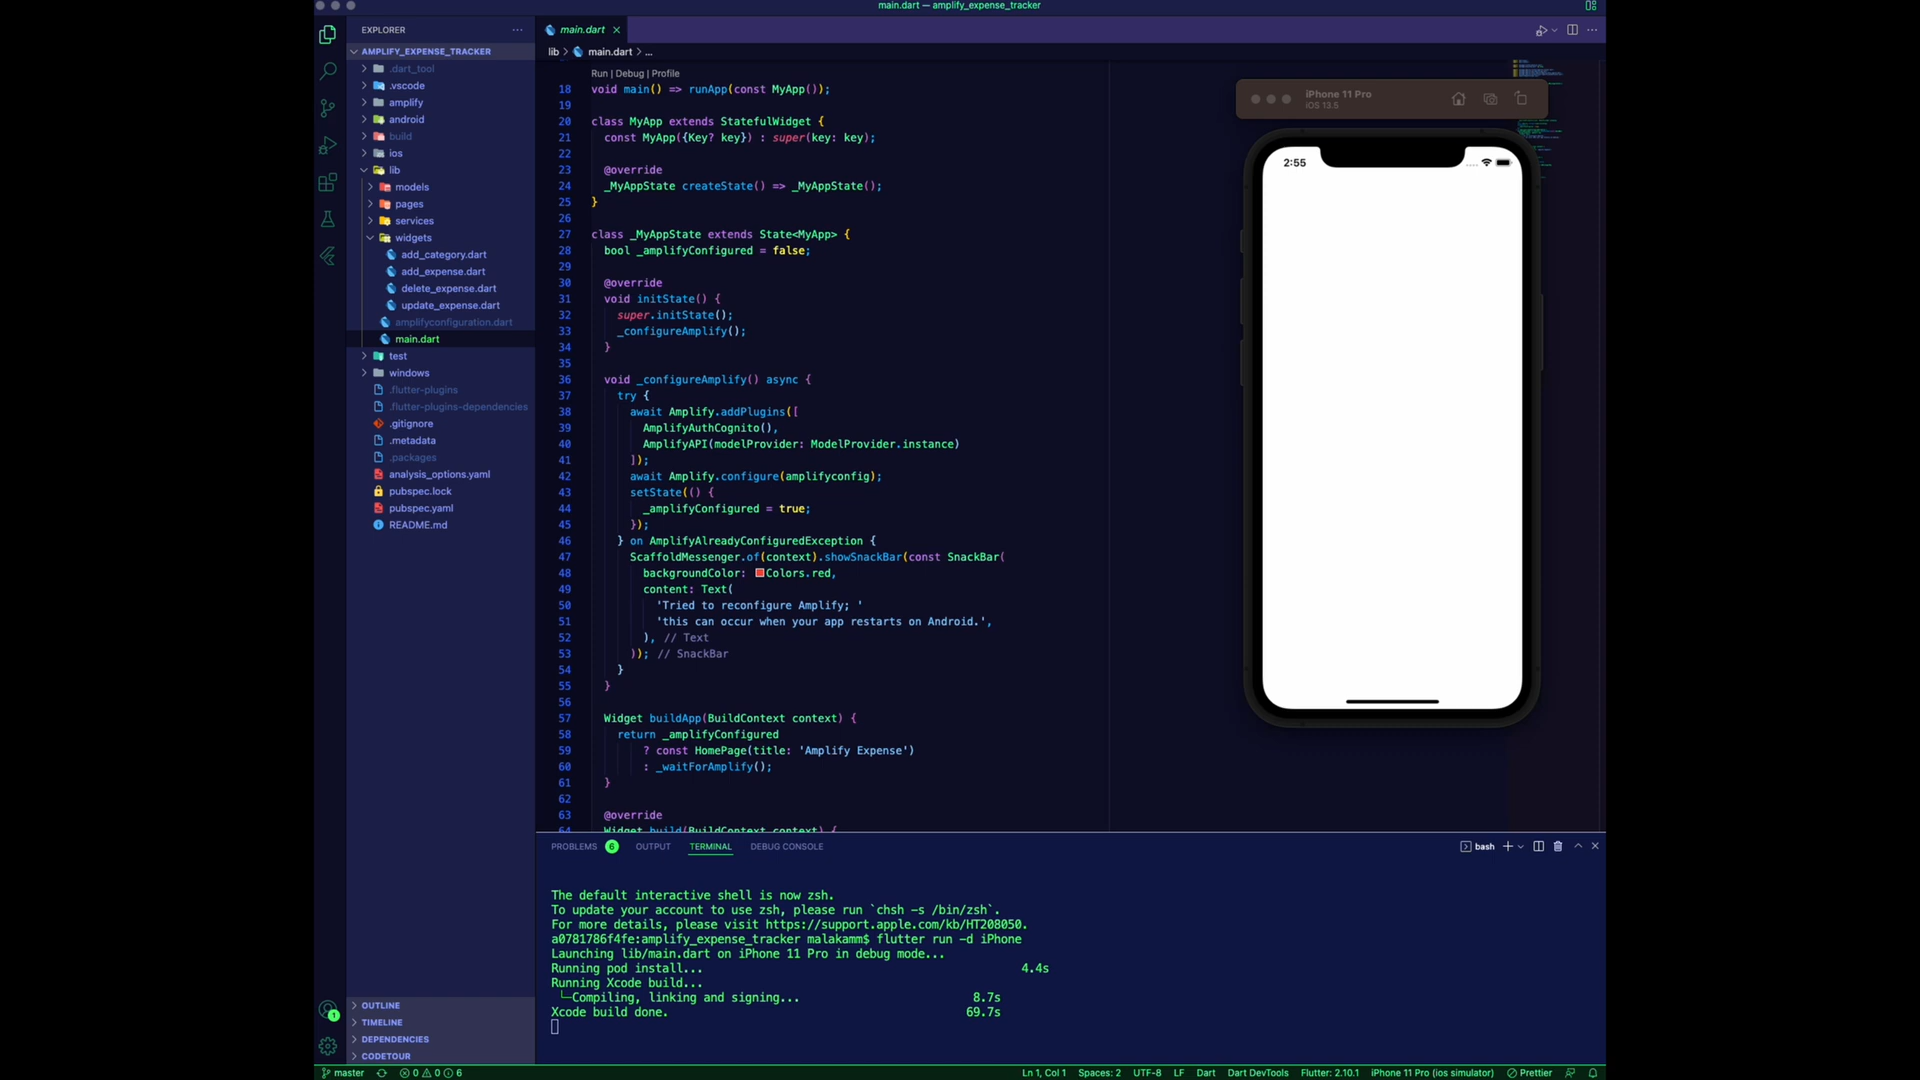 main.dart — amplify_expense_tracker
EXPLORER
AMPLIFY_EXPENSE_TRACKER
.dart_tool
.vscode
amplify
android
build
ios
lib
models
pages
services
widgets
add_category.dart
add_expense.dart
delete_expense.dart
update_expense.dart
amplifyconfiguration.dart
main.dart
test
windows
.flutter-plugins
.flutter-plugins-dependencies
.gitignore
.metadata
.packages
analysis_options.yaml
pubspec.lock
pubspec.yaml
README.md
OUTLINE
TIMELINE
DEPENDENCIES
CODETOUR
1
main.dart
lib > main.dart > ...
Run | Debug | Profile
18 void main() => runApp(const MyApp());
19
20 class MyApp extends StatefulWidget {
21 const MyApp({Key? key}) : super(key: key);
22
23 @override
24 _MyAppState createState() => _MyAppState();
25 }
26
27 class _MyAppState extends State<MyApp> {
28 bool _amplifyConfigured = false;
29
30 @override
31 void initState() {
32 super.initState();
33 _configureAmplify();
34 }
35
36 void _configureAmplify() async {
37 try {
38 await Amplify.addPlugins([
39 AmplifyAuthCognito(),
40 AmplifyAPI(modelProvider: ModelProvider.instance)
41 ]);
42 await Amplify.configure(amplifyconfig);
43 setState(() {
44 _amplifyConfigured = true;
45 });
46 } on AmplifyAlreadyConfiguredException {
47 ScaffoldMessenger.of(context).showSnackBar(const SnackBar(
48 backgroundColor: Colors.red,
49 content: Text(
50 'Tried to reconfigure Amplify; '
51 'this can occur when your app restarts on Android.',
52 ), // Text
53 )); // SnackBar
54 }
55 }
56
57 Widget buildApp(BuildContext context) {
58 return _amplifyConfigured
59 ? const HomePage(title: 'Amplify Expense')
60 : _waitForAmplify();
61 }
62
63 @override
64 Widget build(BuildContext context) {
iPhone 11 Pro
iOS 13.5
2:55
PROBLEMS 6 OUTPUT TERMINAL DEBUG CONSOLE
bash
The default interactive shell is now zsh.
To update your account to use zsh, please run `chsh -s /bin/zsh`.
For more details, please visit https://support.apple.com/kb/HT208050.
a0781786f4fe:amplify_expense_tracker malakamm$ flutter run -d iPhone
Launching lib/main.dart on iPhone 11 Pro in debug mode...
Running pod install... 4.4s
Running Xcode build...
└─Compiling, linking and signing... 8.7s
Xcode build done. 69.7s
master 0 0 6 Ln 1, Col 1 Spaces: 2 UTF-8 LF Dart Dart DevTools Flutter: 2.10.1 iPhone 11 Pro (ios simulator) Prettier